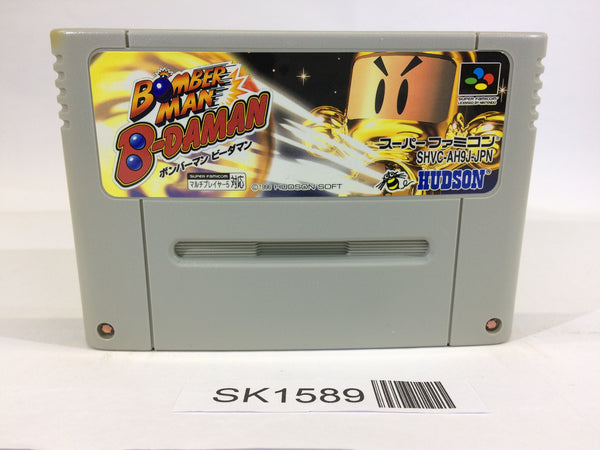 BOMBER
MAN
B-DAMAN
ボンバーマン ビーダマン
SUPER FAMICOM
マルチプレイヤー5対応
HUDSON SOFT
SUPER FAMICOM
LICENSED BY NINTENDO
スーパーファミコン
SHVC-AH9J-JPN
HUDSON
SK1589